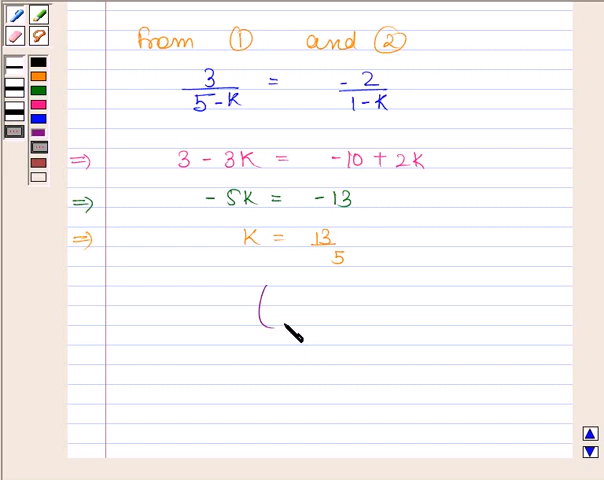 from ① and ②
3/(5-K) = -2/(1-K)
⇒ 3 - 3K = -10 + 2K
⇒ -5K = -13
⇒ K = 13/5
(